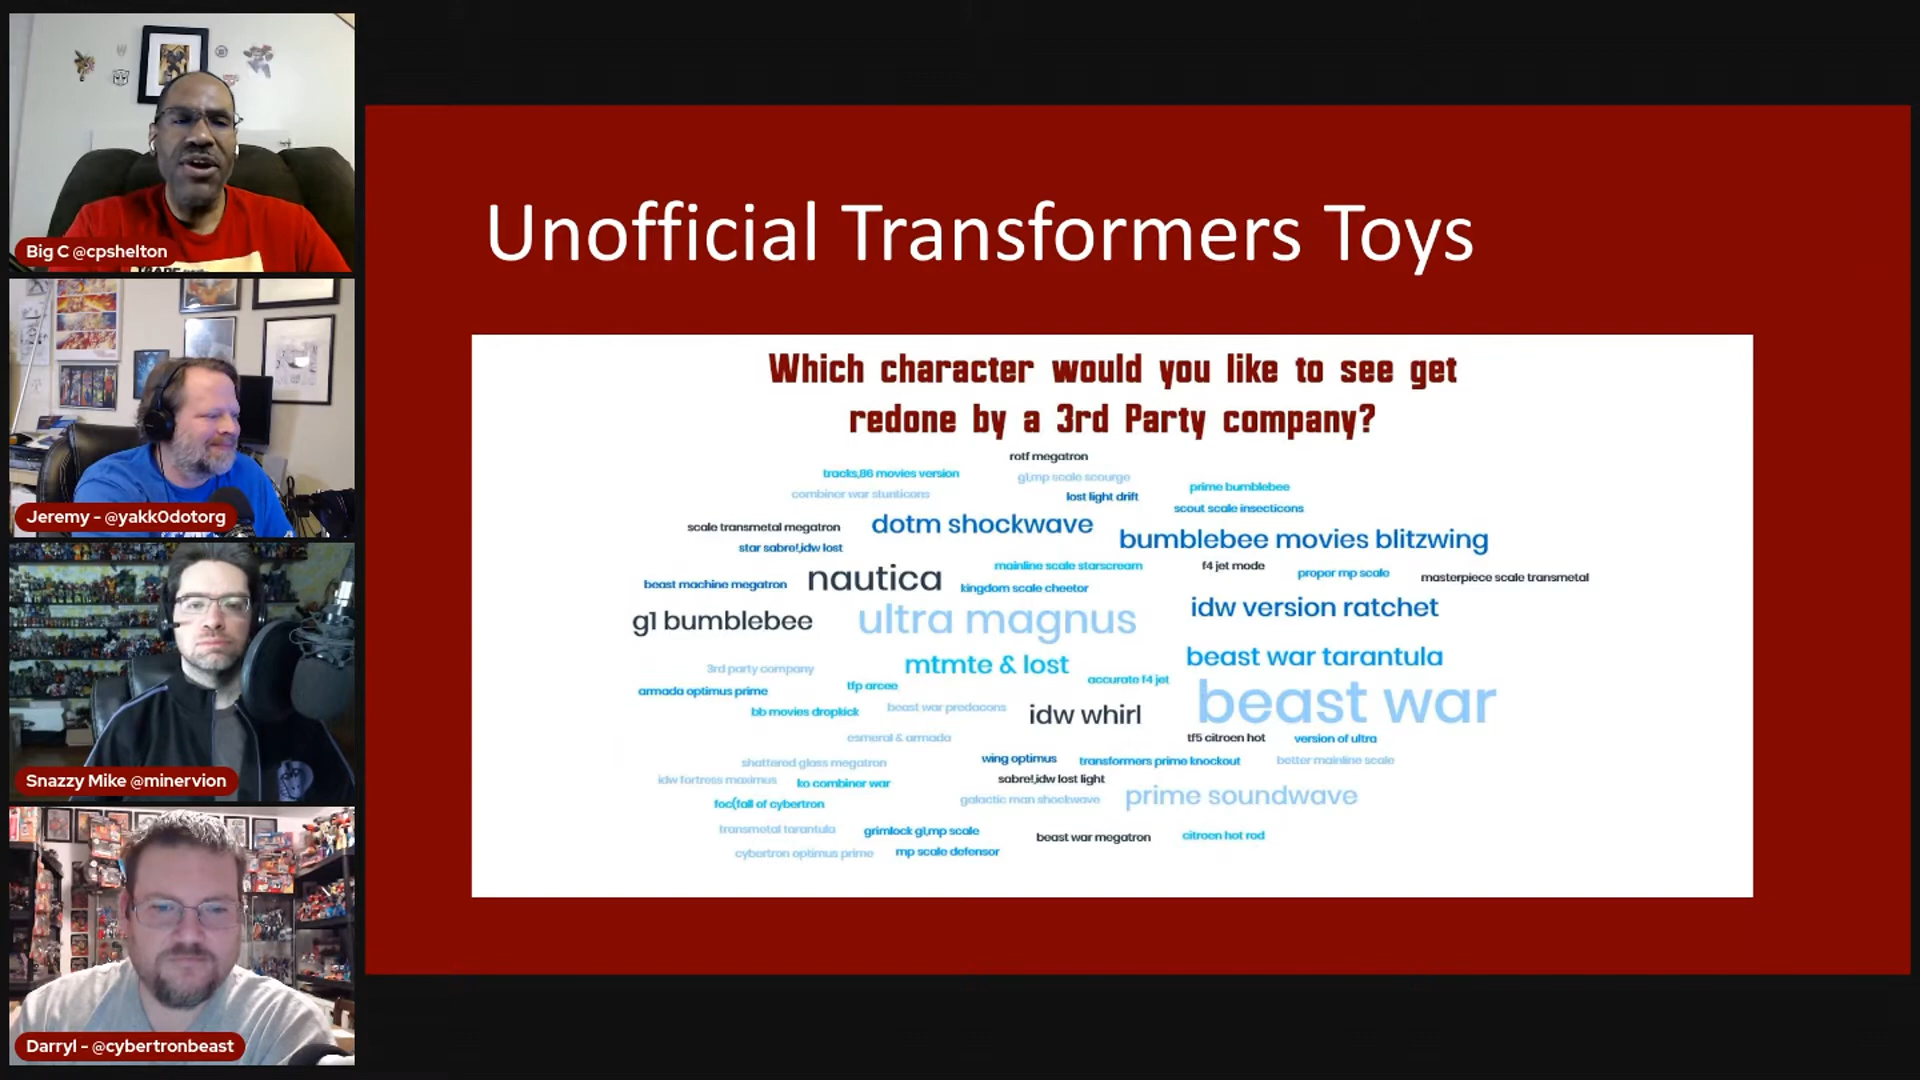 Big C @cpshelton
Jeremy - @yakk0dotorg
Snazzy Mike @minervion
Darryl - @cybertronbeast
Unofficial Transformers Toys
Which character would you like to see get
redone by a 3rd Party company?
rotf megatron
tracks,86 movies version
g1,mp scale scourge
prime bumblebee
combiner war stunticons
lost light drift
scout scale insecticons
scale transmetal megatron
dotm shockwave
bumblebee movies blitzwing
star sabre!,idw lost
mainline scale starscream
f4 jet mode
proper mp scale
masterpiece scale transmetal
beast machine megatron
nautica
kingdom scale cheetor
idw version ratchet
g1 bumblebee
ultra magnus
3rd party company
mtmte & lost
beast war tarantula
armada optimus prime
tfp arcee
accurate f4 jet
bb movies dropkick
beast war predacons
idw whirl
beast war
esmeral & armada
tf5 citroen hot
version of ultra
shattered glass megatron
wing optimus
transformers prime knockout
better mainline scale
idw fortress maximus
ko combiner war
sabre!,idw lost light
foc(fall of cybertron
galactic man shockwave
prime soundwave
transmetal tarantula
grimlock g1,mp scale
beast war megatron
citroen hot rod
cybertron optimus prime
mp scale defensor